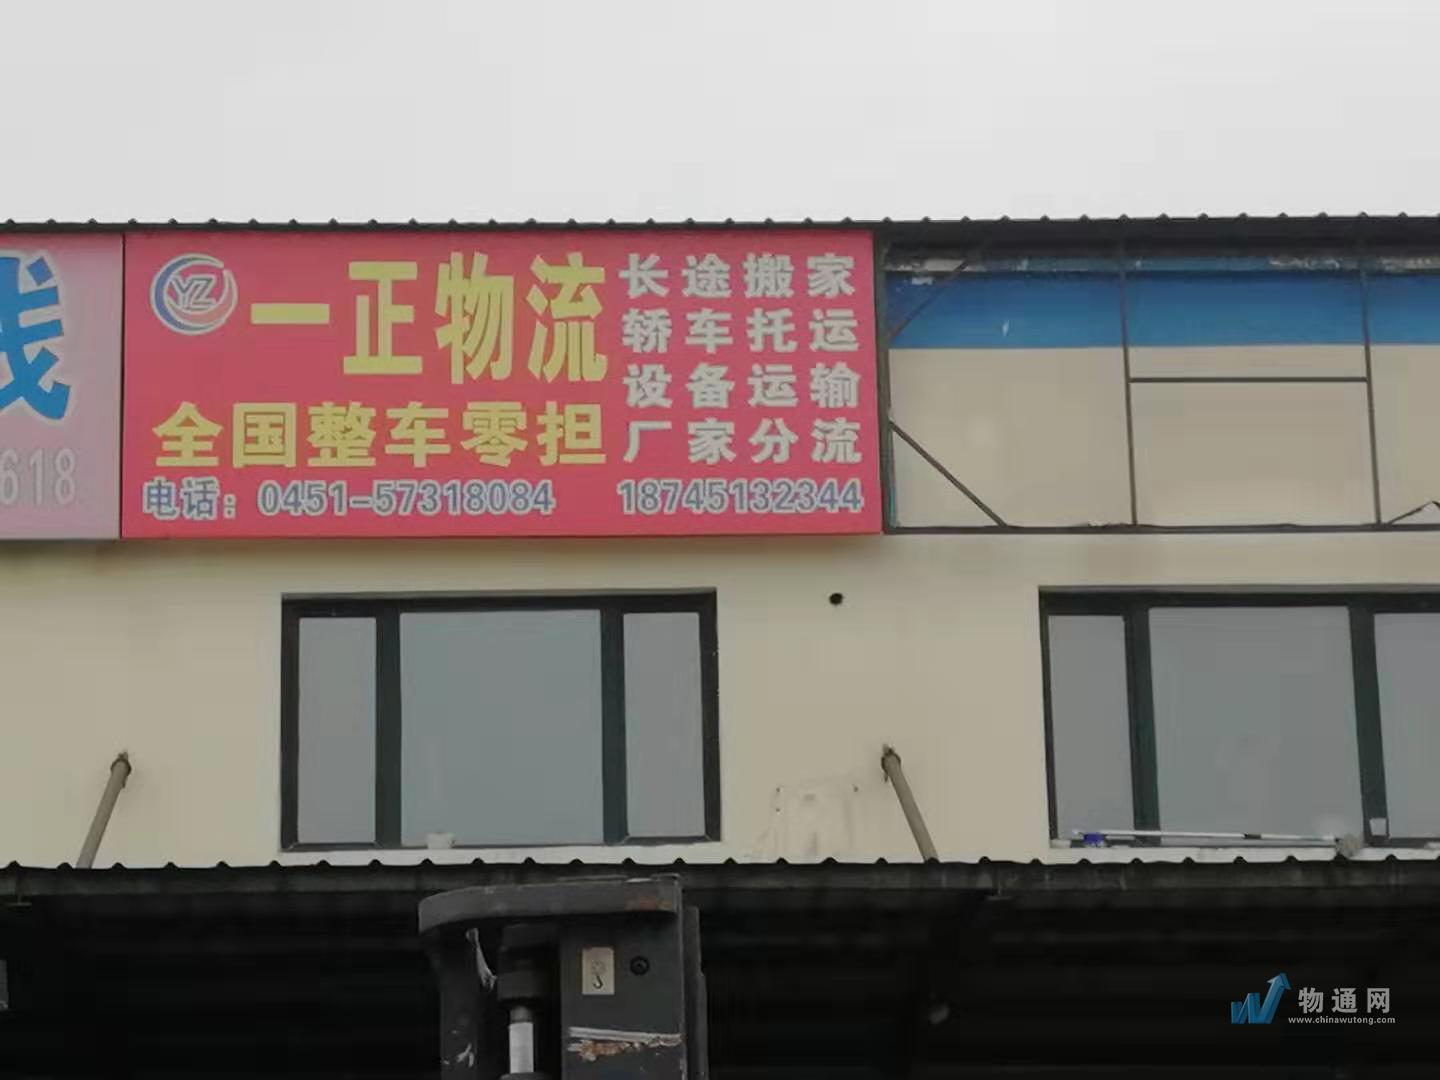 线
618
YZ
一正物流
全国整车零担
长途搬家
轿车托运
设备运输
厂家分流
电话：0451-57318084 18745132344
物通网
www.chinawutong.com